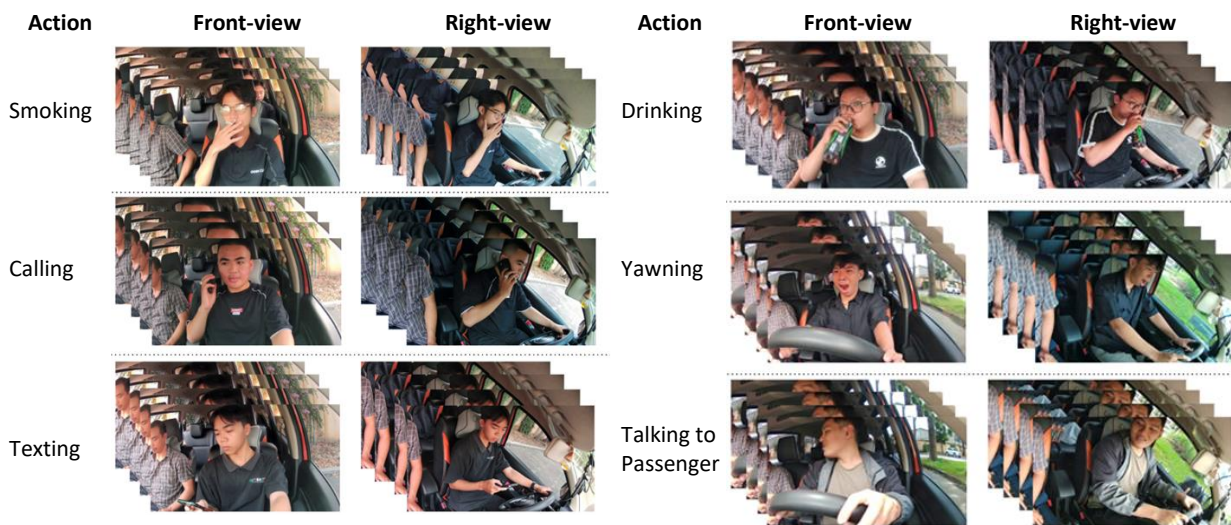 Action Front-view Right-view Action Front-view Right-view
Smoking
Drinking
Calling
Yawning
Texting
Talking to
Passenger